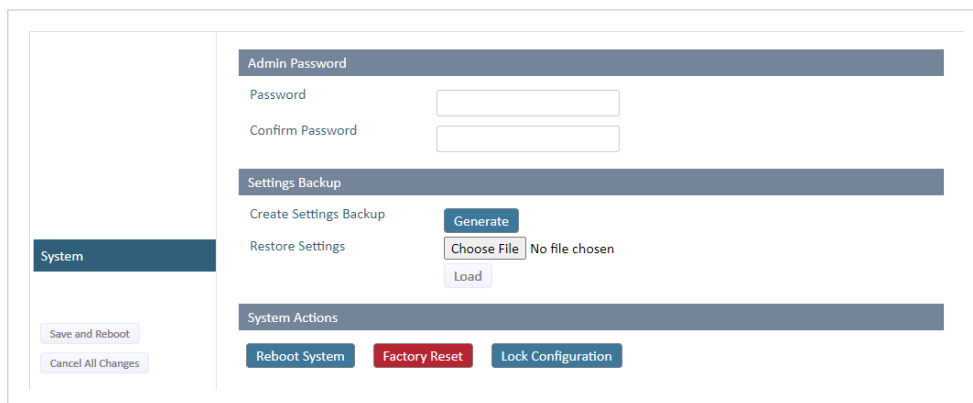 Admin Password
Password
Confirm Password
Settings Backup
Create Settings Backup
Generate
Restore Settings
Choose File No file chosen
Load
System
System Actions
Save and Reboot
Cancel All Changes
Reboot System
Factory Reset
Lock Configuration